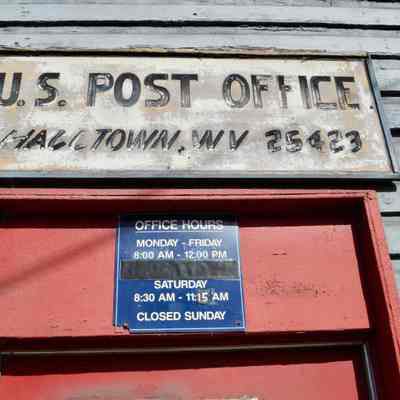 U.S. POST OFFICE
HALLTOWN, WV 25423
OFFICE HOURS
MONDAY - FRIDAY
8:00 AM - 12:00 PM
SATURDAY
8:30 AM - 11:15 AM
CLOSED SUNDAY